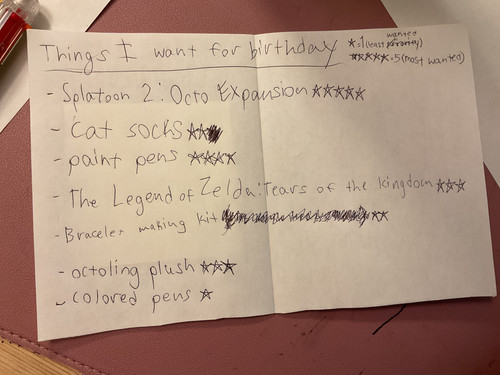 Things I want for birthday
★=1(least wanted)
★★★★★=5(most wanted)
- Splatoon 2: Octo Expansion ★★★★★
- Cat socks ★★
- paint pens ★★★★
- The Legend of Zelda: Tears of the kingdom ★★★
- Bracelet making kit ★★
- octoling plush ★★★
- colored pens ★